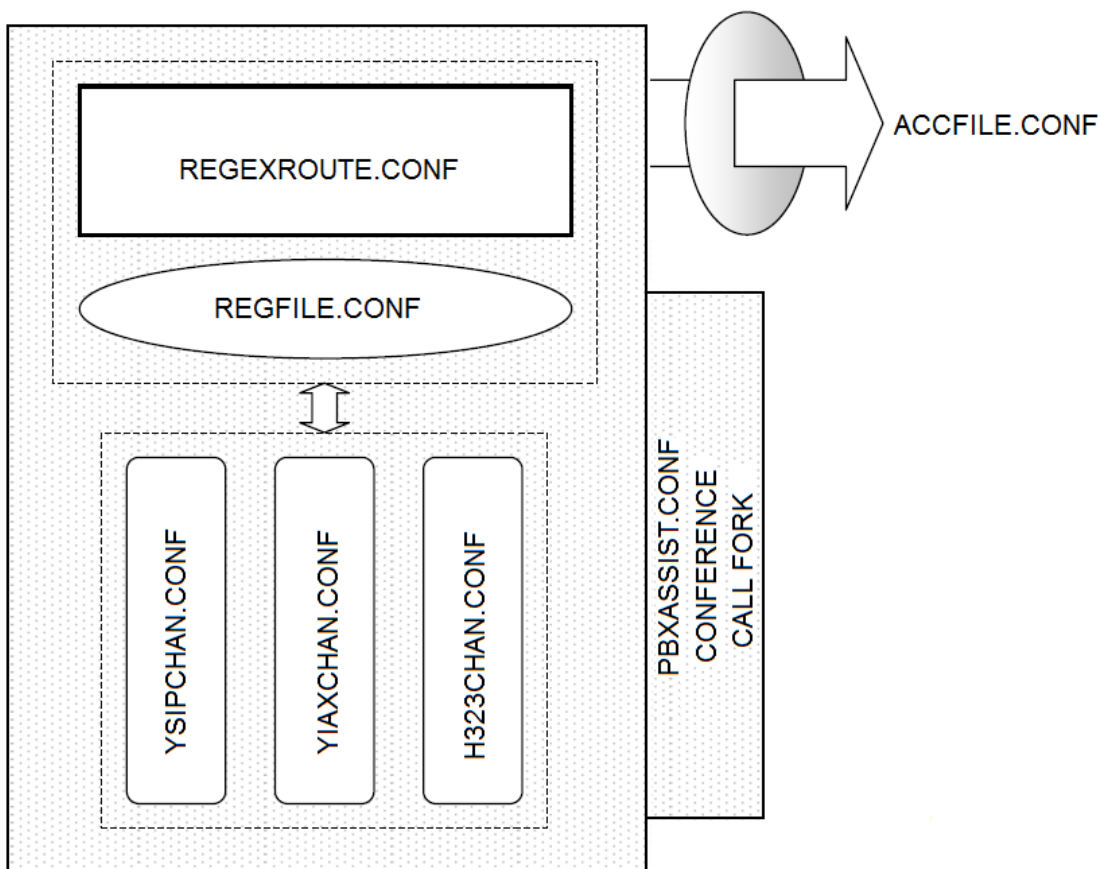 REGEXROUTE.CONF
ACCFILE.CONF
REGFILE.CONF
YSIPCHAN.CONF
YIAXCHAN.CONF
H323CHAN.CONF
PBXASSIST.CONF
CONFERENCE
CALL FORK